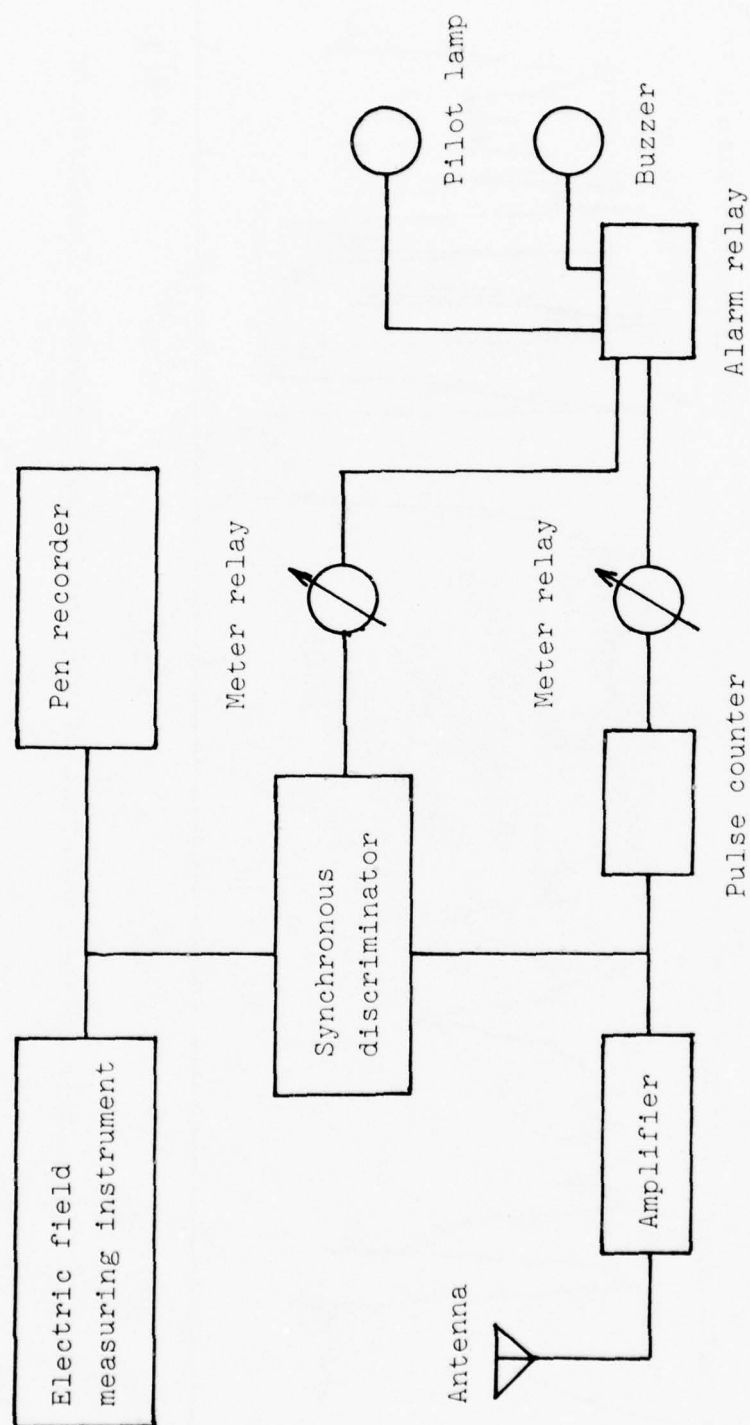 Electric field
measuring instrument
Pen recorder
Synchronous
discriminator
Meter relay
Pilot lamp
Antenna
Amplifier
Meter relay
Buzzer
Pulse counter
Alarm relay